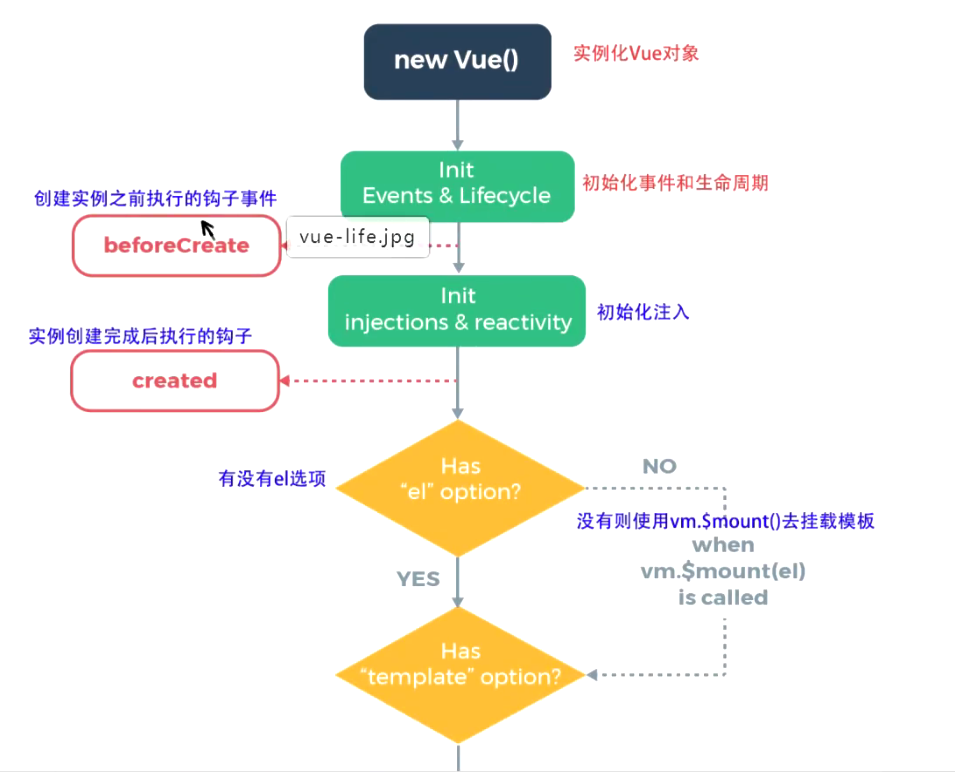 new Vue()
实例化Vue对象
Init
Events & Lifecycle
初始化事件和生命周期
创建实例之前执行的钩子事件
beforeCreate
vue-life.jpg
Init
injections & reactivity
初始化注入
实例创建完成后执行的钩子
created
Has
“el” option?
有没有el选项
NO
没有则使用vm.$mount()去挂载模板
when
vm.$mount(el)
is called
YES
Has
“template” option?